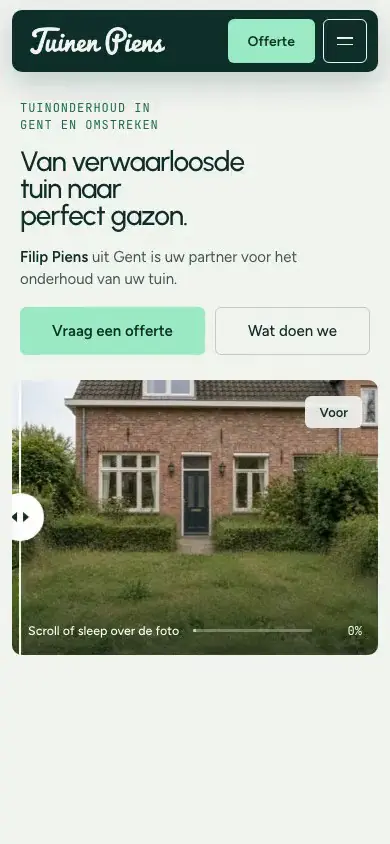 Tuinen Piens
Offerte
TUINONDERHOUD IN
GENT EN OMSTREKEN
Van verwaarloosde
tuin naar
perfect gazon.
Filip Piens uit Gent is uw partner voor het
onderhoud van uw tuin.
Vraag een offerte
Wat doen we
Voor
Scroll of sleep over de foto
0%